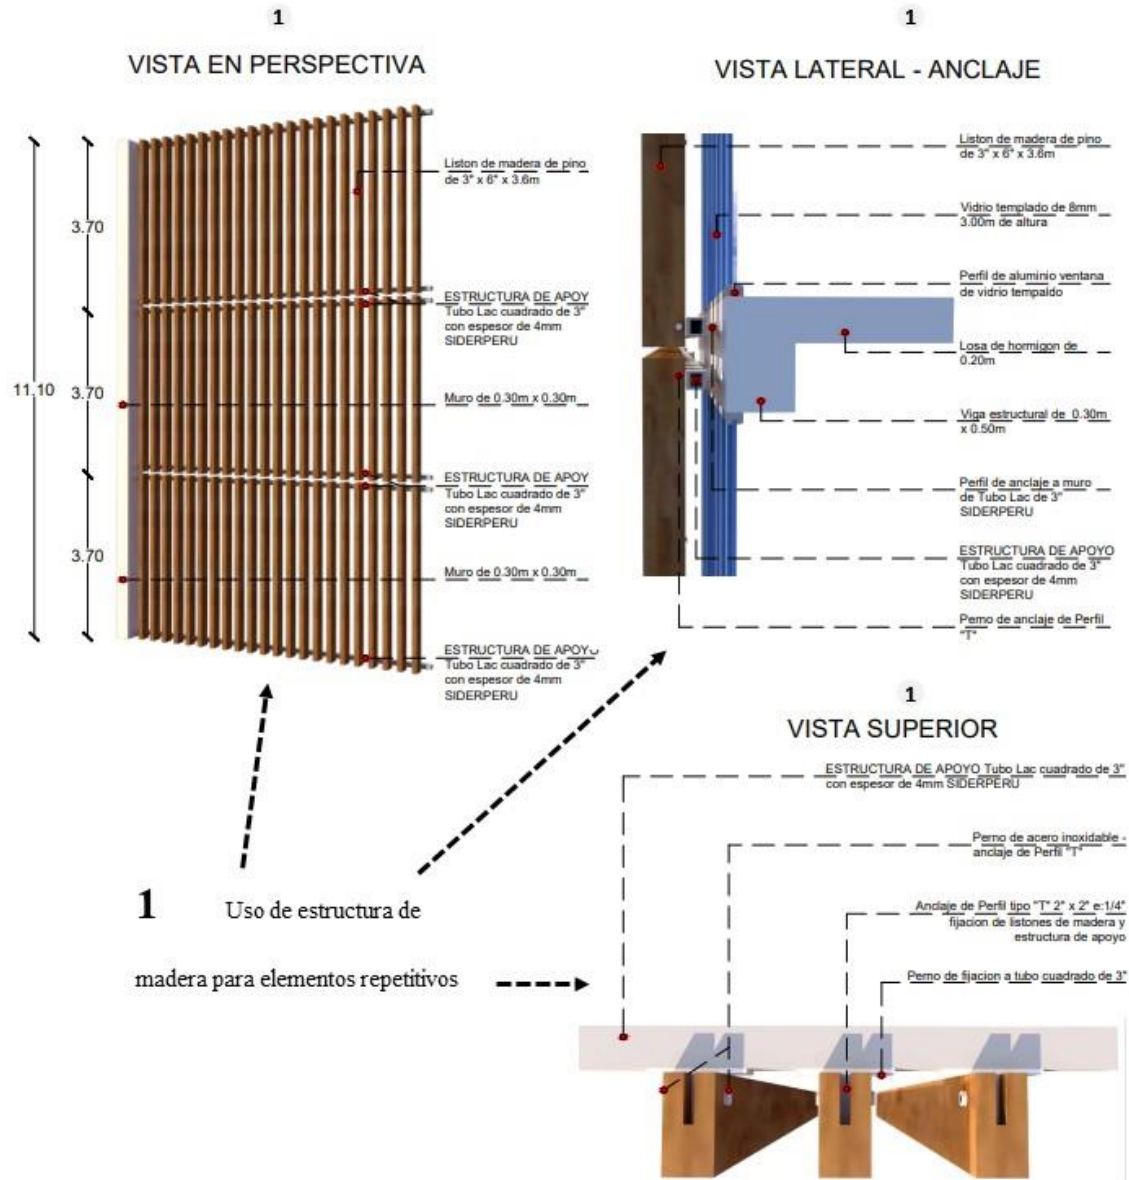 1
VISTA EN PERSPECTIVA
Liston de madera de pino
de 3" x 6" x 3.6m
3.70
ESTRUCTURA DE APOY
Tubo Lac cuadrado de 3"
con espesor de 4mm
SIDERPERU
11.10
3.70
Muro de 0.30m x 0.30m
ESTRUCTURA DE APOY
Tubo Lac cuadrado de 3"
con espesor de 4mm
SIDERPERU
3.70
Muro de 0.30m x 0.30m
ESTRUCTURA DE APOYO
Tubo Lac cuadrado de 3"
con espesor de 4mm
SIDERPERU
1
VISTA LATERAL - ANCLAJE
Liston de madera de pino
de 3" x 6" x 3.6m
Vidrio templado de 8mm
3.00m de altura
Perfil de aluminio ventana
de vidrio tempaldo
Losa de hormigon de
0.20m
Viga estructural de 0.30m
x 0.50m
Perfil de anclaje a muro
de Tubo Lac de 3"
SIDERPERU
ESTRUCTURA DE APOYO
Tubo Lac cuadrado de 3"
con espesor de 4mm
SIDERPERU
Perno de anclaje de Perfil
"T"
1
VISTA SUPERIOR
ESTRUCTURA DE APOYO Tubo Lac cuadrado de 3"
con espesor de 4mm SIDERPERU
Perno de acero inoxidable -
anclaje de Perfil "T"
Anclaje de Perfil tipo "T" 2" x 2" e:1/4"
fijacion de listones de madera y
estructura de apoyo
Perno de fijacion a tubo cuadrado de 3"
1 Uso de estructura de
madera para elementos repetitivos